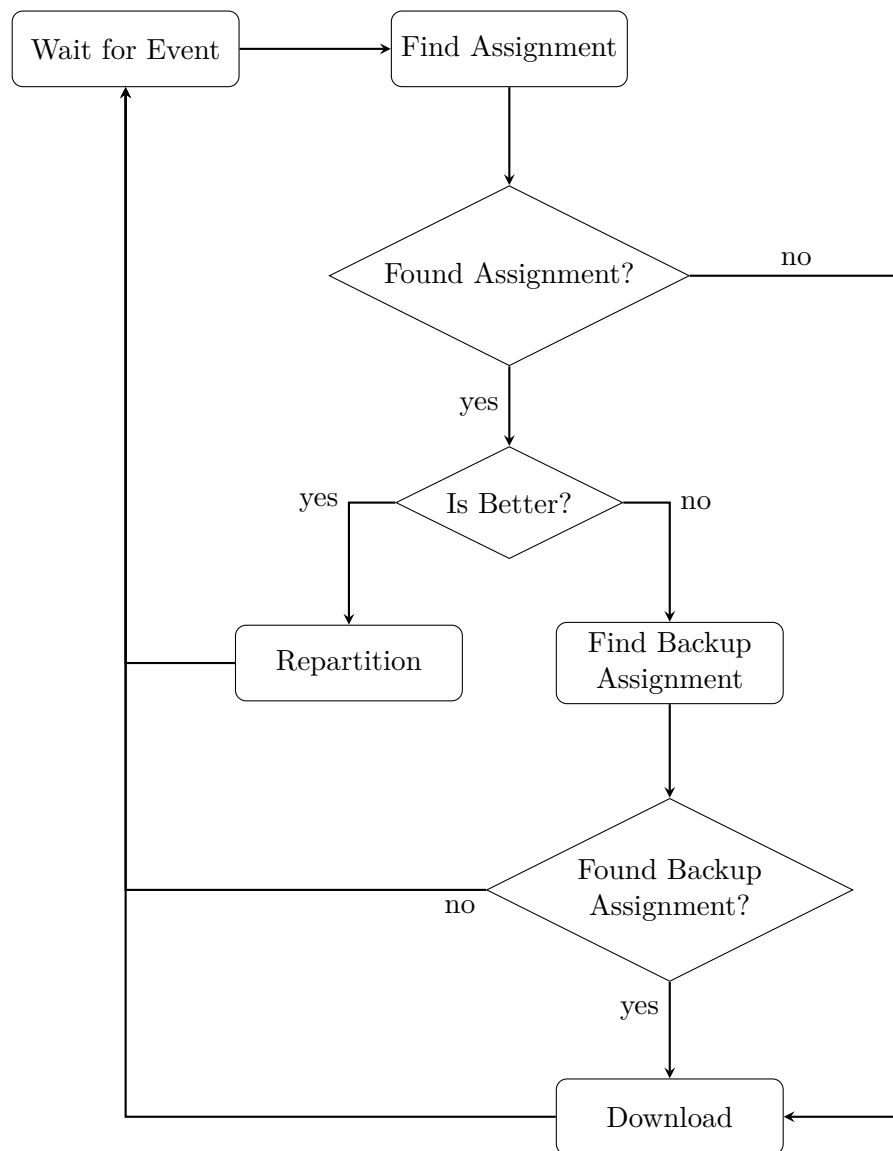 Wait for Event
Find Assignment
Found Assignment?
no
yes
Is Better?
yes
no
Repartition
Find Backup
Assignment
Found Backup
Assignment?
no
yes
Download